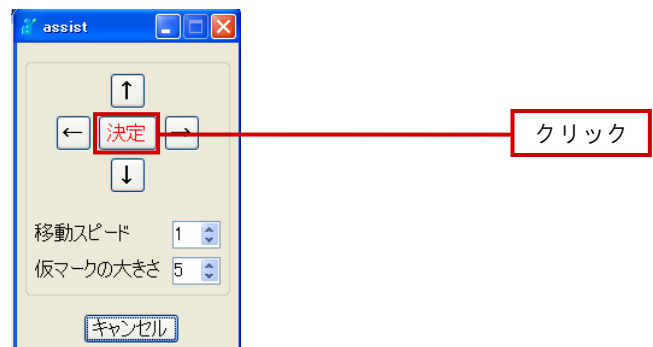 assist
↑
← 決定 → クリック
↓
移動スピード 1
仮マークの大きさ 5
キャンセル